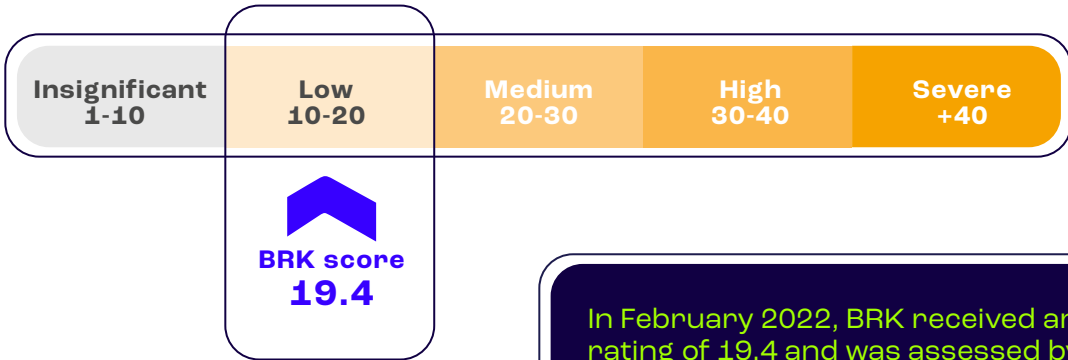 Insignificant
1-10
Low
10-20
Medium
20-30
High
30-40
Severe
+40
BRK score
19.4
In February 2022, BRK received an
rating of 19.4 and was assessed by